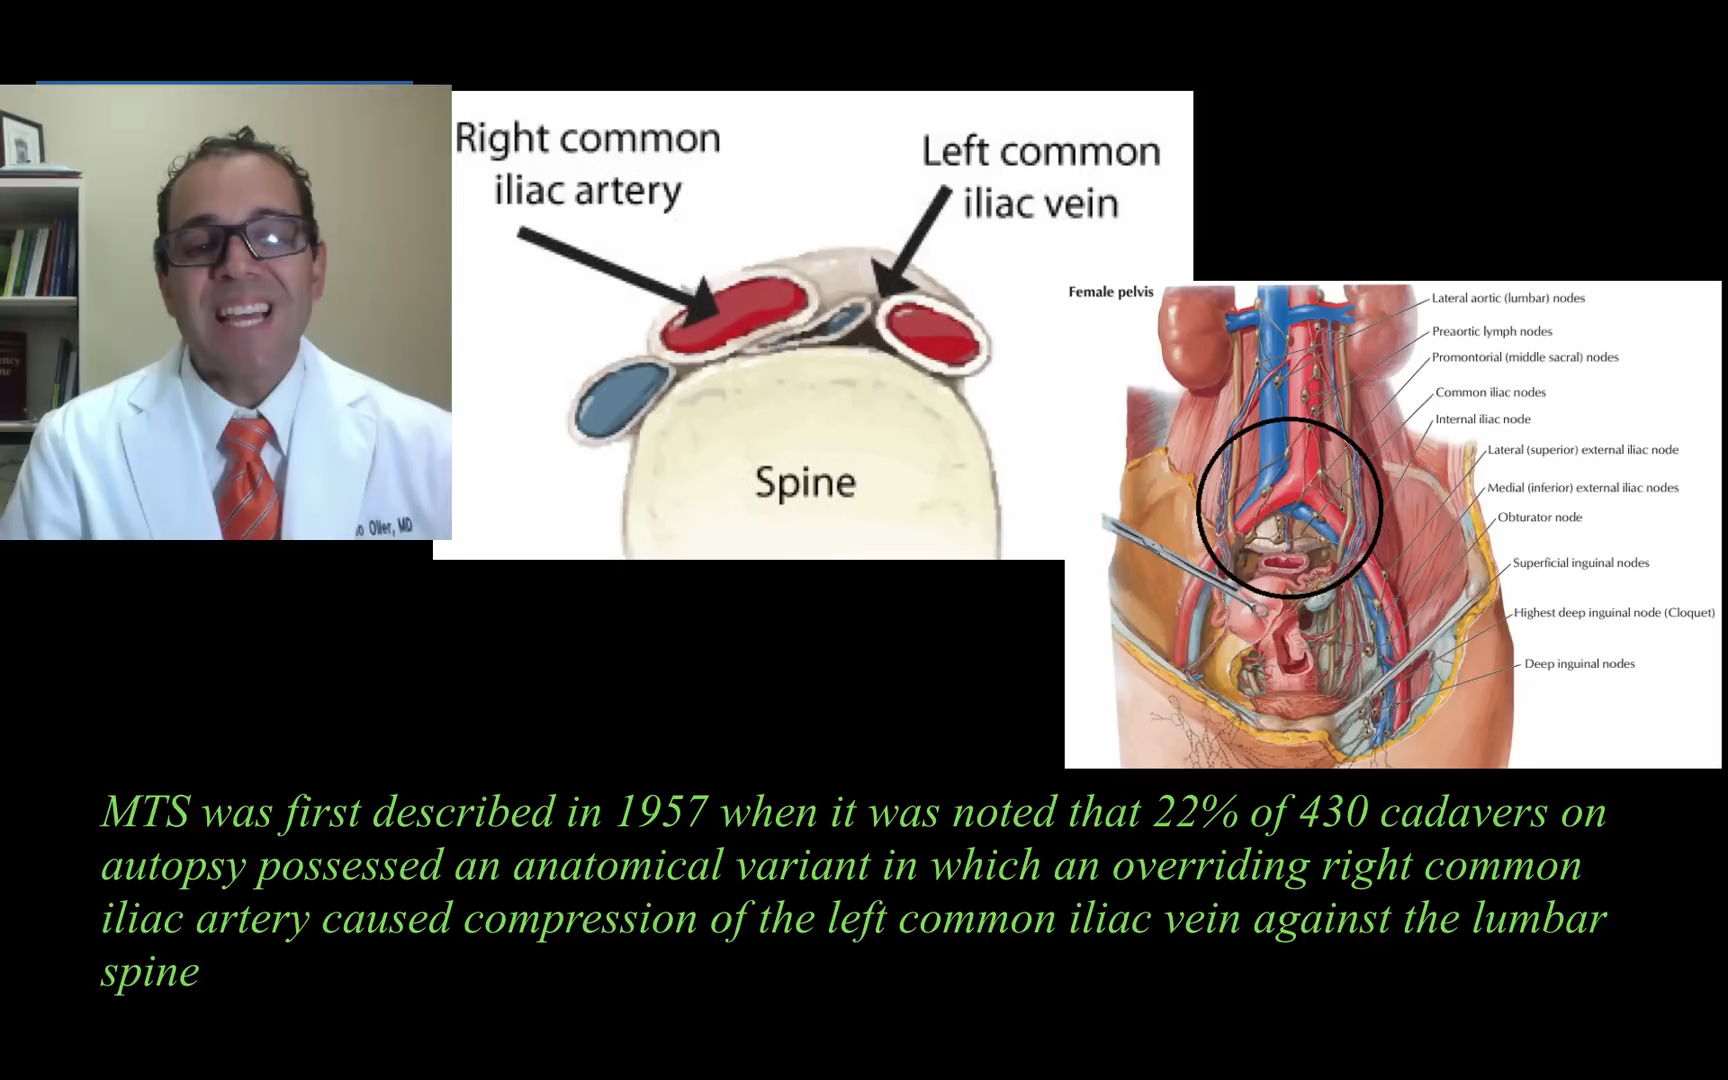 Right common
iliac artery
Left common
iliac vein
Spine
Oller, MD
Female pelvis
Lateral aortic (lumbar) nodes
Preaortic lymph nodes
Promontorial (middle sacral) nodes
Common iliac nodes
Internal iliac node
Lateral (superior) external iliac node
Medial (inferior) external iliac nodes
Obturator node
Superficial inguinal nodes
Highest deep inguinal node (Cloquet)
Deep inguinal nodes
MTS was first described in 1957 when it was noted that 22% of 430 cadavers on
autopsy possessed an anatomical variant in which an overriding right common
iliac artery caused compression of the left common iliac vein against the lumbar
spine